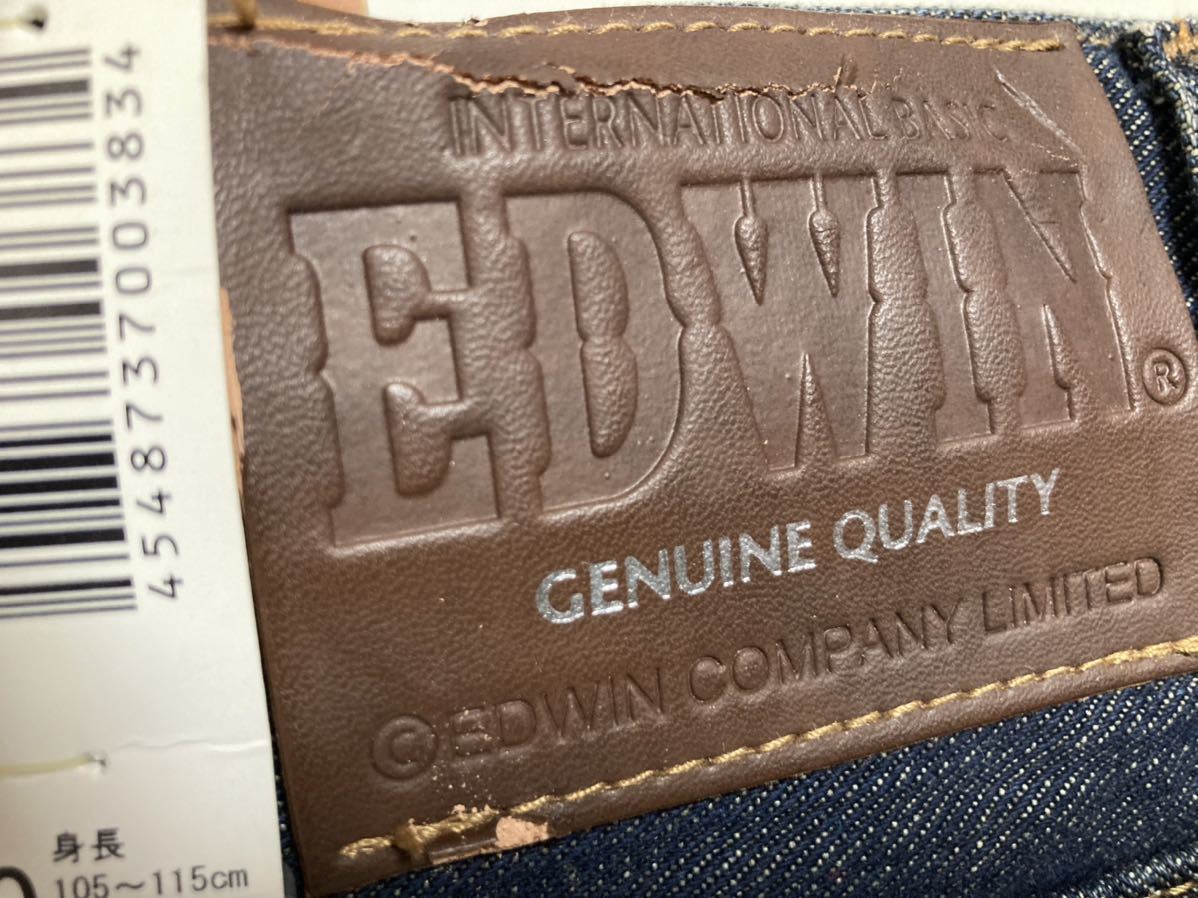 INTERNATIONAL BASIC
EDWIN®
GENUINE QUALITY
©EDWIN COMPANY LIMITED
4548737003834
身長
105〜115cm